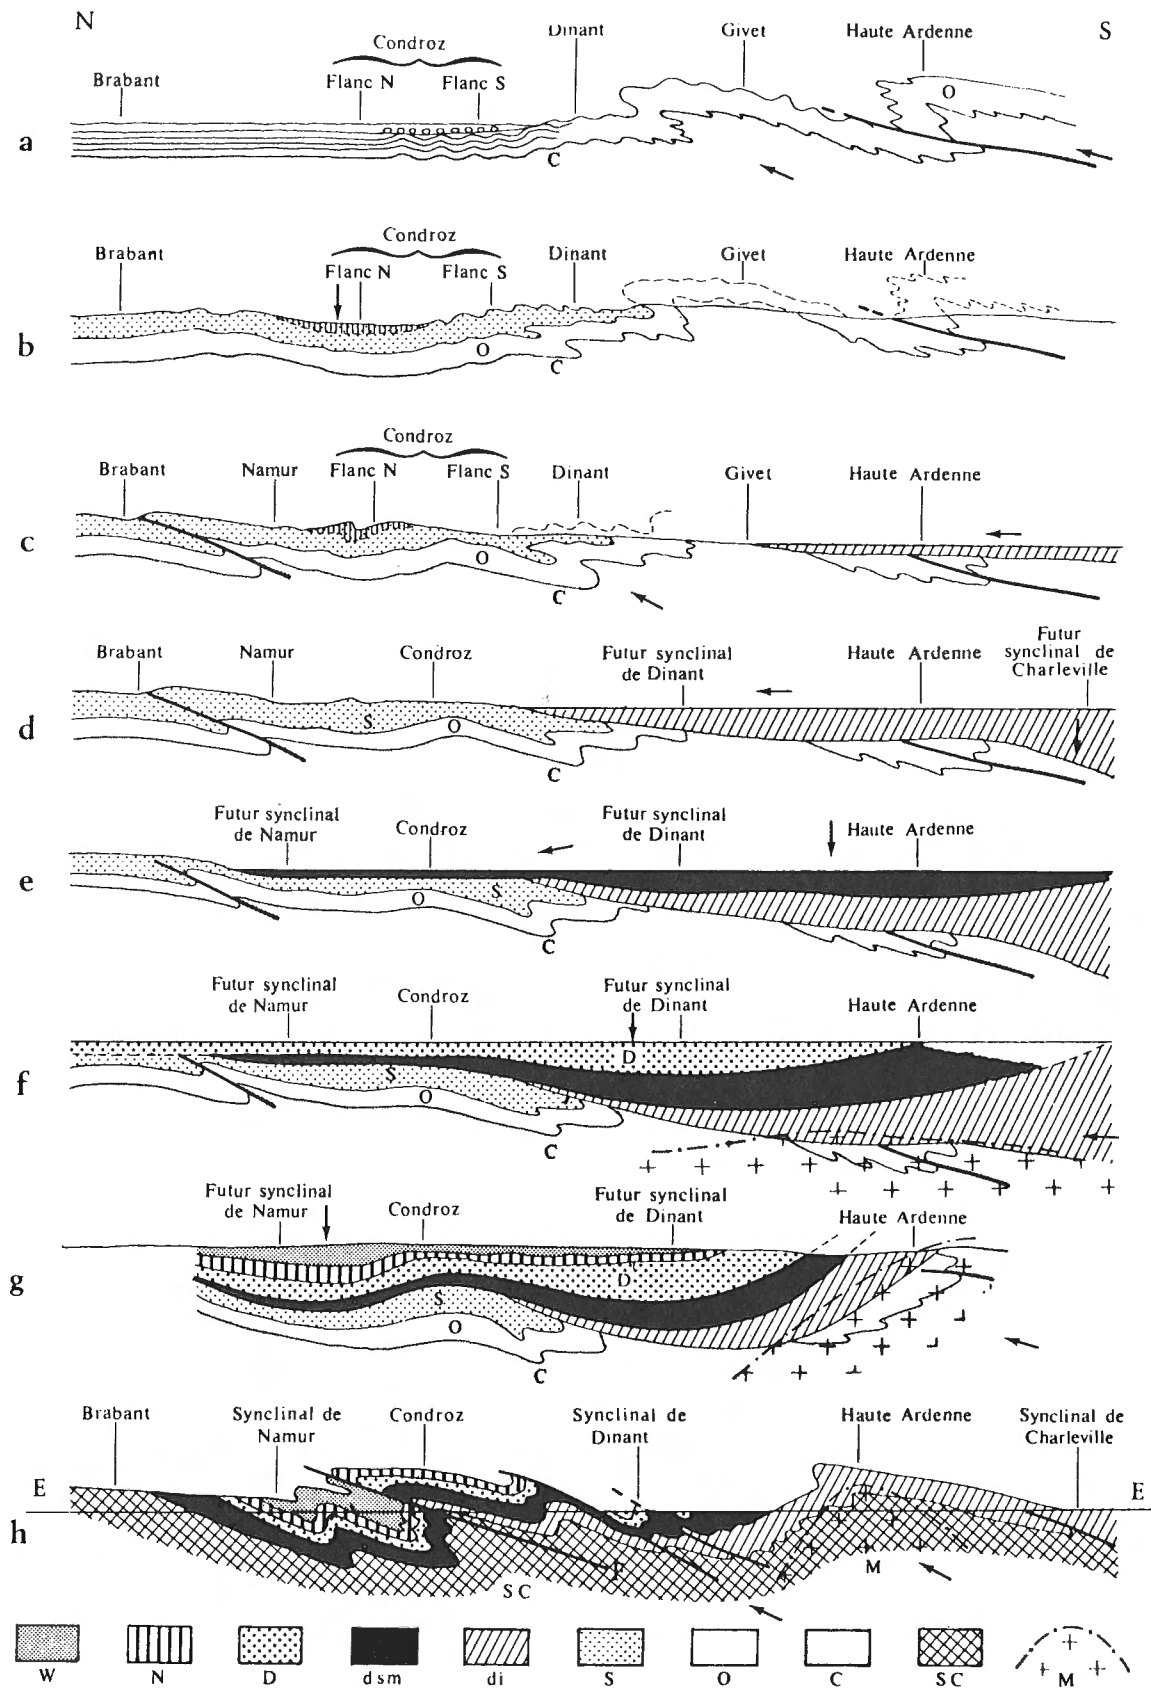 N
S
Condroz
Dinant
Givet
Haute Ardenne
Brabant
Flanc N
Flanc S
O
a
C
Condroz
Brabant
Flanc N
Flanc S
Dinant
Givet
Haute Ardenne
b
O
C
Condroz
Brabant
Namur
Flanc N
Flanc S
Dinant
Givet
Haute Ardenne
c
O
C
Brabant
Namur
Condroz
Futur synclinal
de Dinant
Haute Ardenne
Futur
synclinal de
Charleville
d
S
O
C
Futur synclinal
de Namur
Condroz
Futur synclinal
de Dinant
Haute Ardenne
e
O
S
C
Futur synclinal
de Namur
Condroz
Futur synclinal
de Dinant
Haute Ardenne
D
f
S
O
C
Futur synclinal
de Namur
Condroz
Futur synclinal
de Dinant
Haute Ardenne
g
D
S
O
C
Brabant
Synclinal de
Namur
Condroz
Synclinal de
Dinant
Haute Ardenne
Synclinal de
Charleville
E
E
h
F
SC
M
W
N
D
dsm
di
S
O
C
SC
M